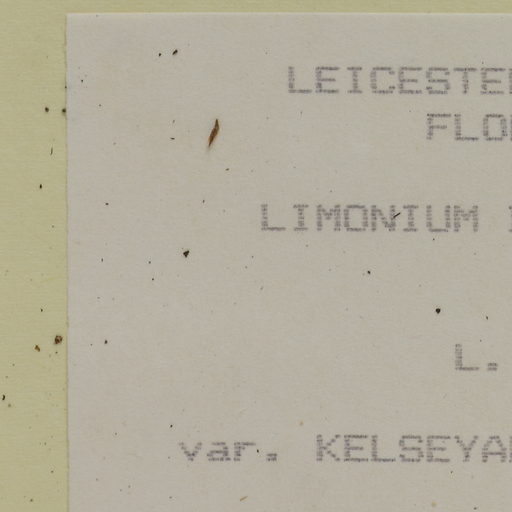 LEICESTE
FLO
LIMONIUM
L.
var. KELSEYA